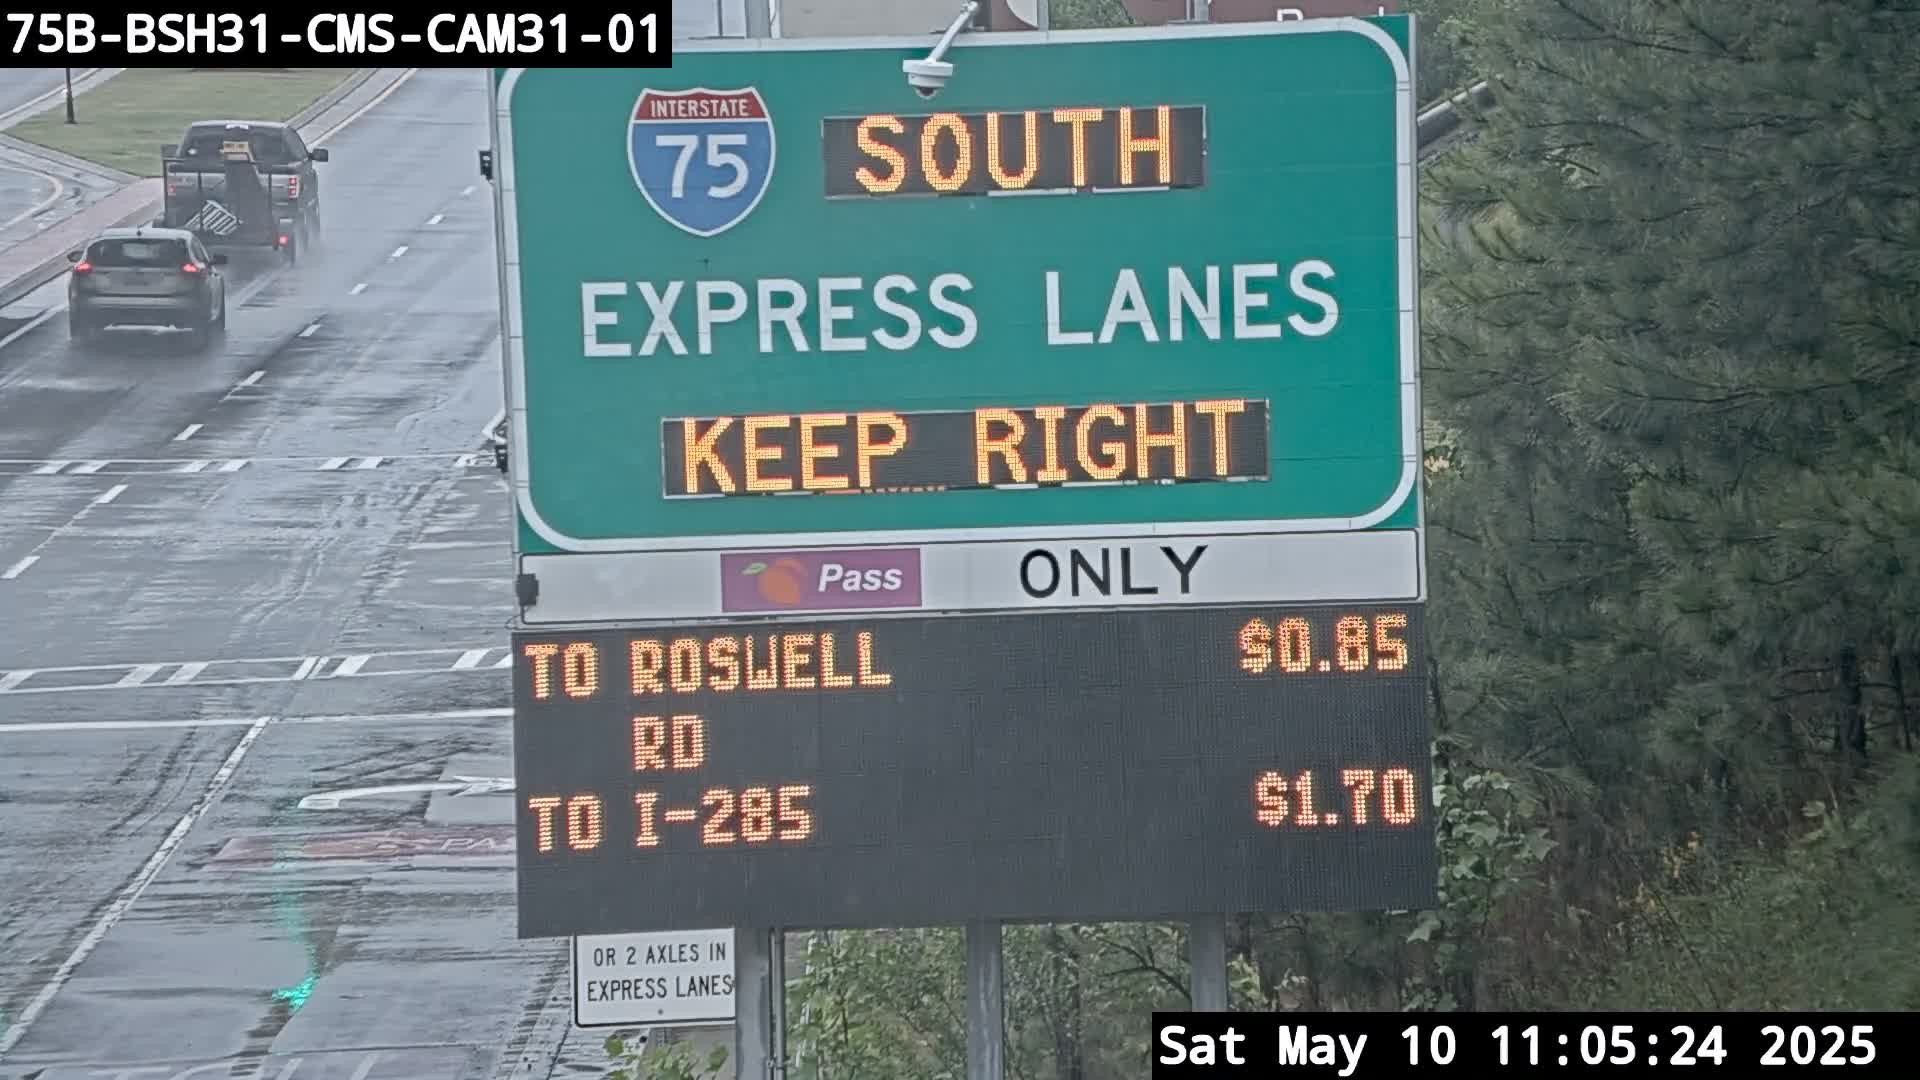 75B-BSH31-CMS-CAM31-01
INTERSTATE
75
SOUTH
EXPRESS LANES
KEEP RIGHT
Pass ONLY
TO ROSWELL $0.85
RD
TO I-285 $1.70
OR 2 AXLES IN
EXPRESS LANES
Sat May 10 11:05:24 2025